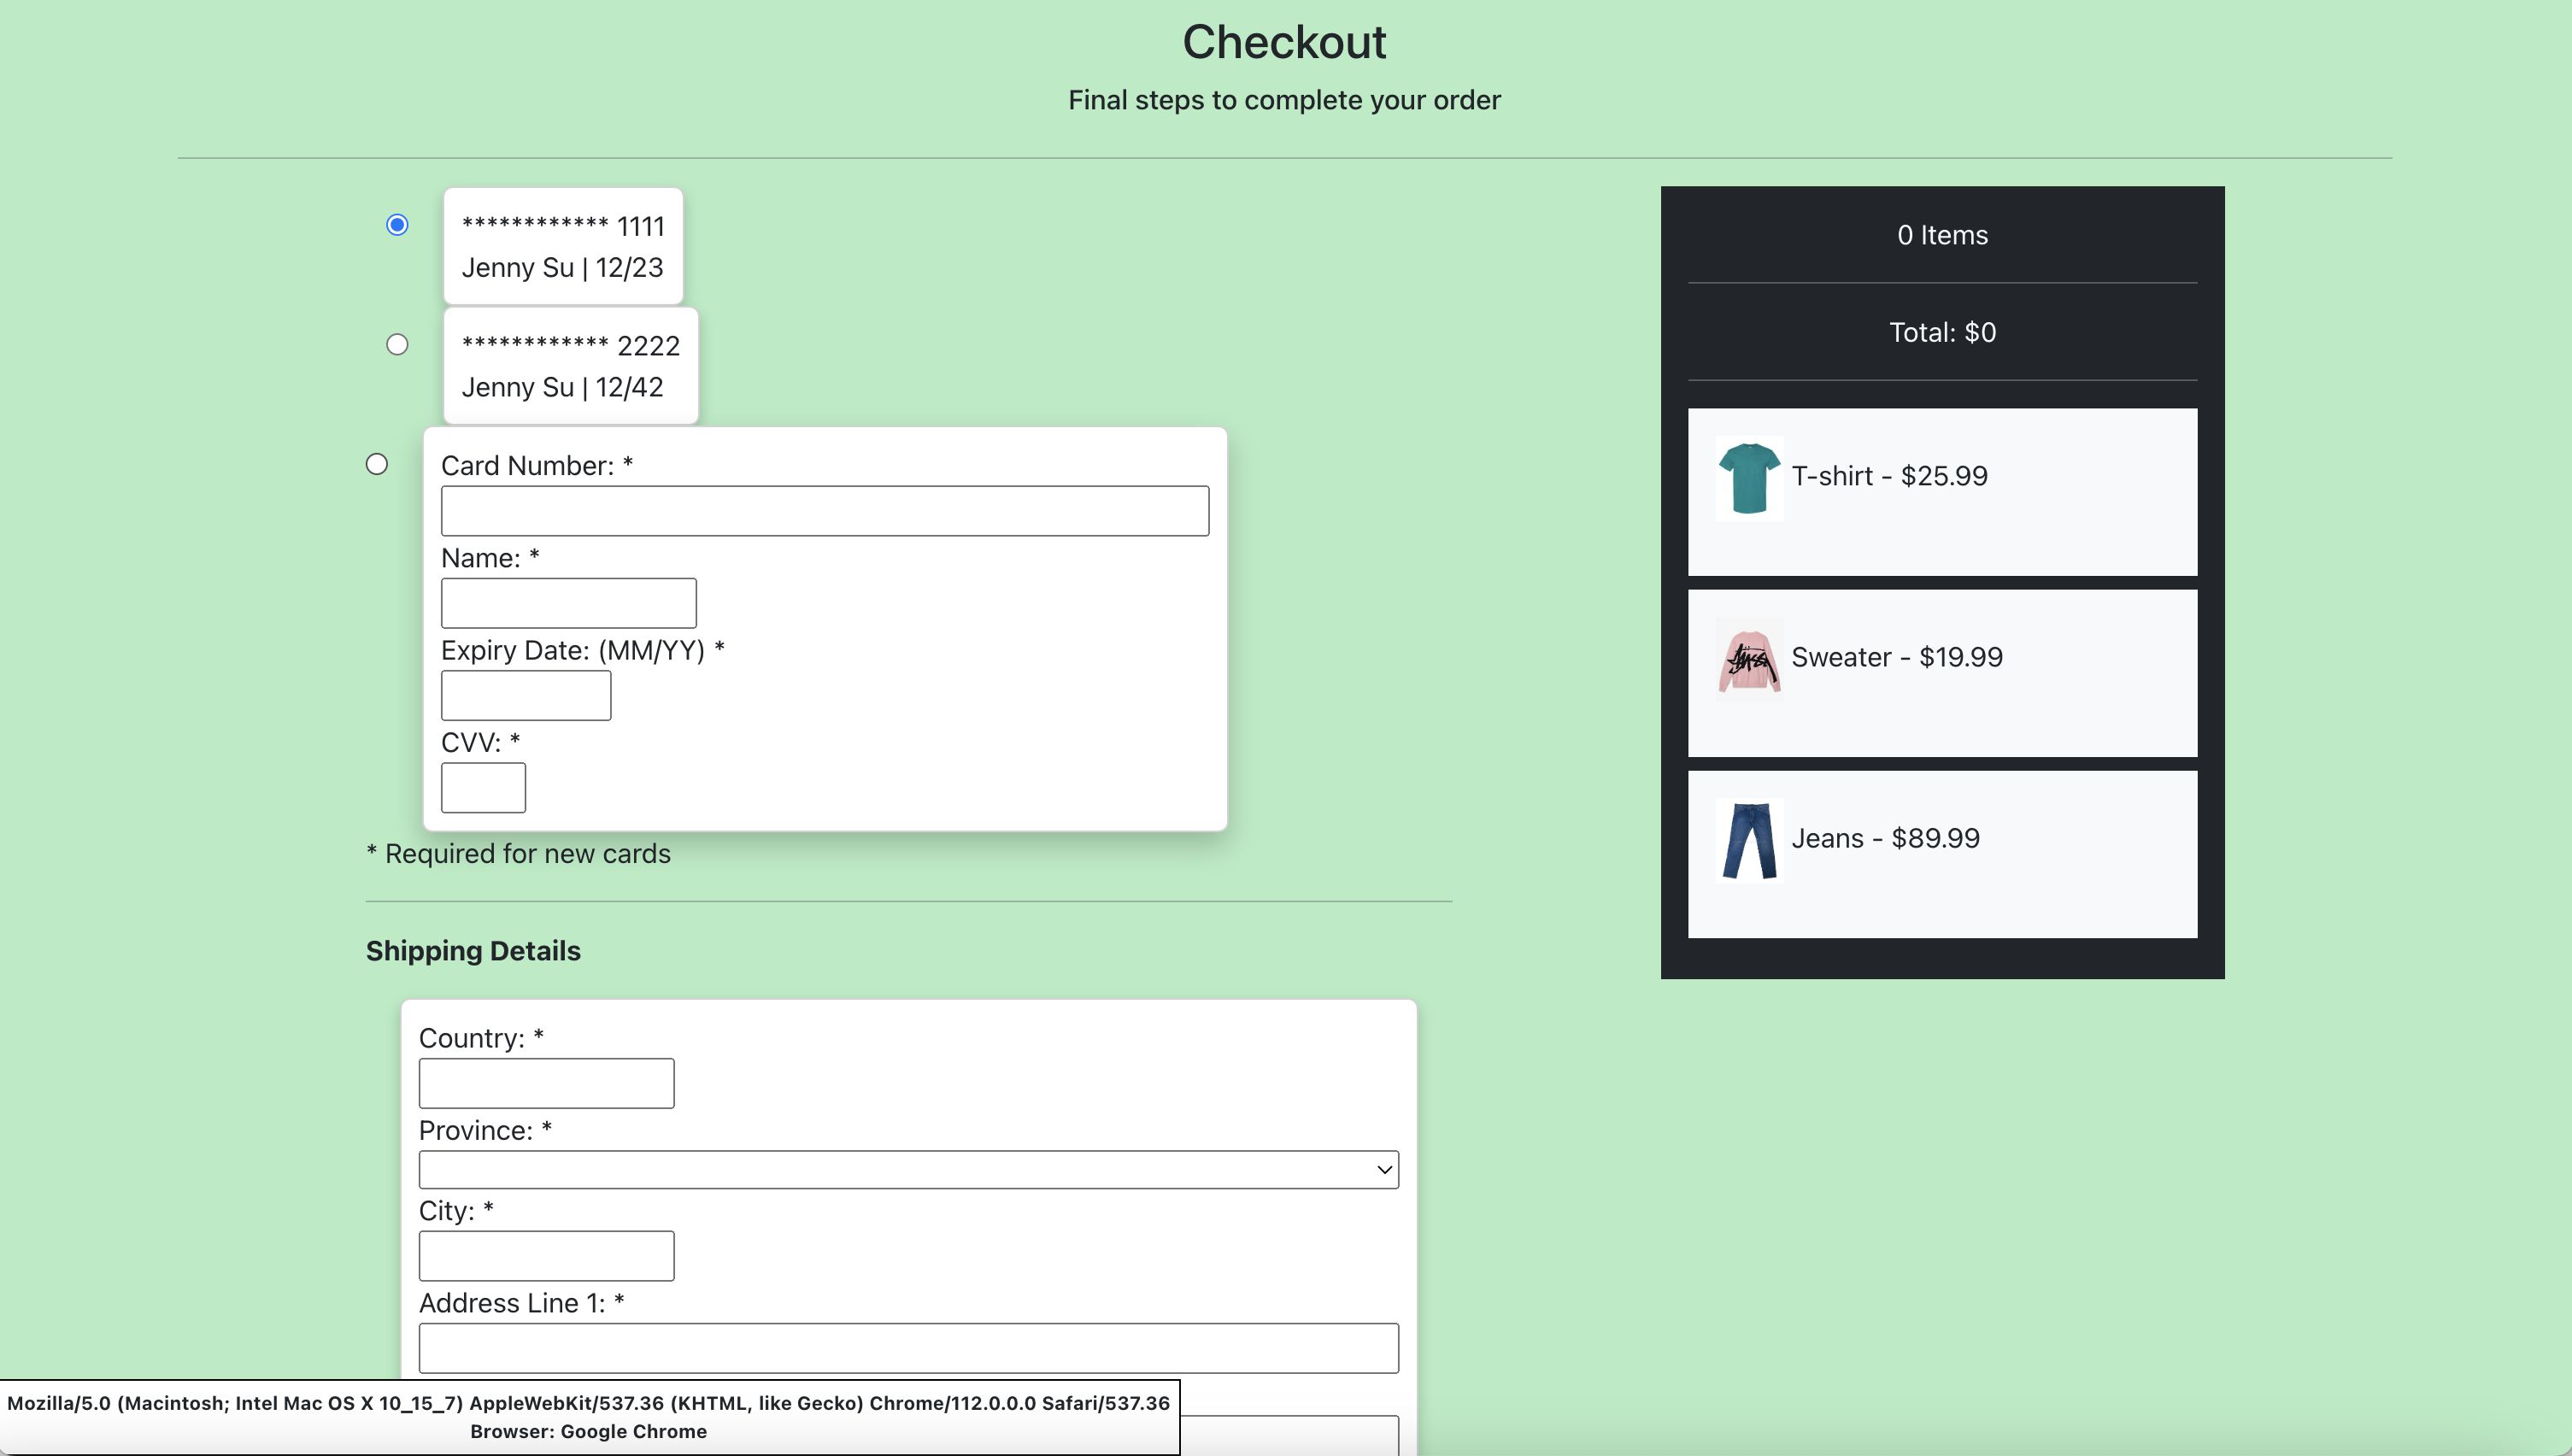 Checkout
Final steps to complete your order
************ 1111
Jenny Su | 12/23
************ 2222
Jenny Su | 12/42
Card Number: *
Name: *
Expiry Date: (MM/YY) *
CVV: *
* Required for new cards
Shipping Details
Country: *
Province: *
City: *
Address Line 1: *
0 Items
Total: $0
T-shirt - $25.99
Sweater - $19.99
Jeans - $89.99
Mozilla/5.0 (Macintosh; Intel Mac OS X 10_15_7) AppleWebKit/537.36 (KHTML, like Gecko) Chrome/112.0.0.0 Safari/537.36
Browser: Google Chrome